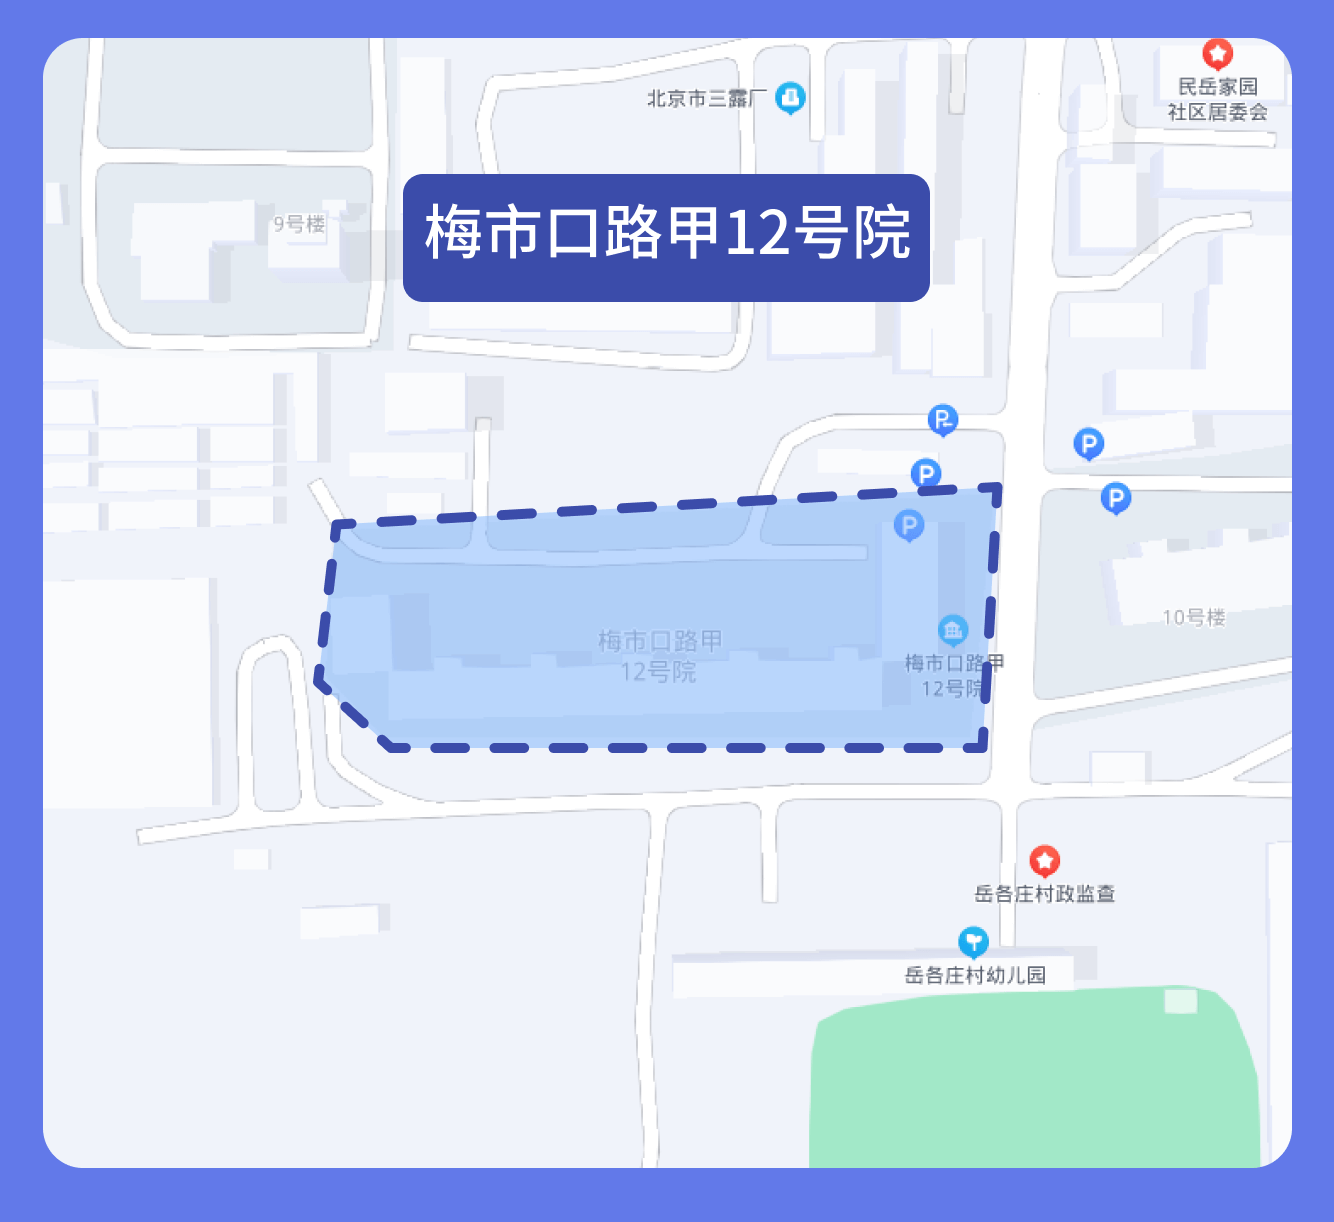 民岳家园
社区居委会
北京市三露厂
9号楼
梅市口路甲12号院
P
P
P
P
P
10号楼
梅市口路甲
12号院
梅市口路甲
12号院
岳各庄村政监查
岳各庄村幼儿园